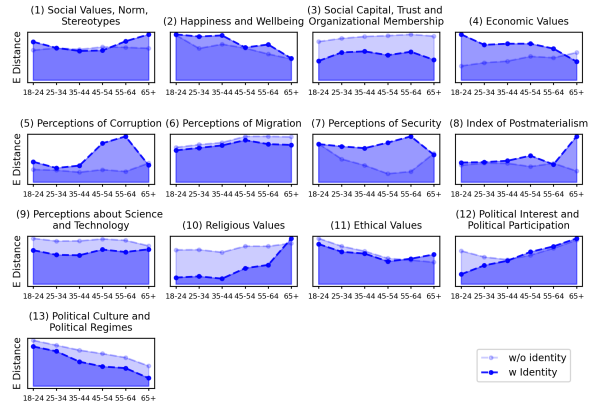 (1) Social Values, Norm,
Stereotypes
(2) Happiness and Wellbeing
(3) Social Capital, Trust and
Organizational Membership
(4) Economic Values
E Distance
18-24 25-34 35-44 45-54 55-64 65+
18-24 25-34 35-44 45-54 55-64 65+
18-24 25-34 35-44 45-54 55-64 65+
18-24 25-34 35-44 45-54 55-64 65+
(5) Perceptions of Corruption
(6) Perceptions of Migration
(7) Perceptions of Security
(8) Index of Postmaterialism
E Distance
18-24 25-34 35-44 45-54 55-64 65+
18-24 25-34 35-44 45-54 55-64 65+
18-24 25-34 35-44 45-54 55-64 65+
18-24 25-34 35-44 45-54 55-64 65+
(9) Perceptions about Science
and Technology
(10) Religious Values
(11) Ethical Values
(12) Political Interest and
Political Participation
E Distance
18-24 25-34 35-44 45-54 55-64 65+
18-24 25-34 35-44 45-54 55-64 65+
18-24 25-34 35-44 45-54 55-64 65+
18-24 25-34 35-44 45-54 55-64 65+
(13) Political Culture and
Political Regimes
E Distance
18-24 25-34 35-44 45-54 55-64 65+
w/o identity
w Identity